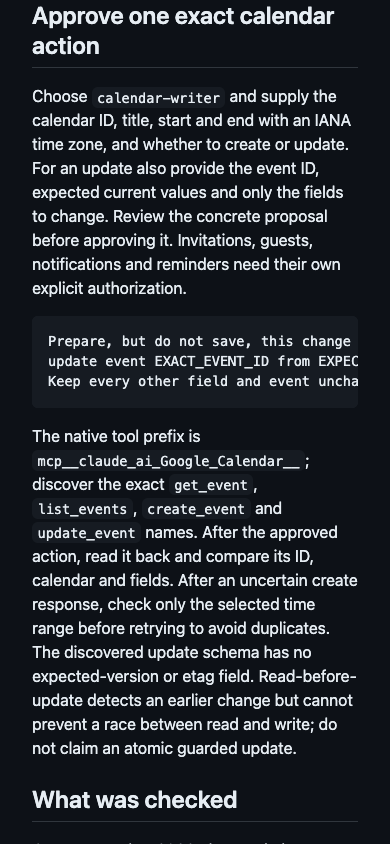 Approve one exact calendar
action
Choose calendar-writer and supply the
calendar ID, title, start and end with an IANA
time zone, and whether to create or update.
For an update also provide the event ID,
expected current values and only the fields
to change. Review the concrete proposal
before approving it. Invitations, guests,
notifications and reminders need their own
explicit authorization.
Prepare, but do not save, this change
update event EXACT_EVENT_ID from EXPEC
Keep every other field and event uncha
The native tool prefix is
mcp__claude_ai_Google_Calendar__;
discover the exact get_event,
list_events, create_event and
update_event names. After the approved
action, read it back and compare its ID,
calendar and fields. After an uncertain create
response, check only the selected time
range before retrying to avoid duplicates.
The discovered update schema has no
expected-version or etag field. Read-before-
update detects an earlier change but cannot
prevent a race between read and write; do
not claim an atomic guarded update.
What was checked